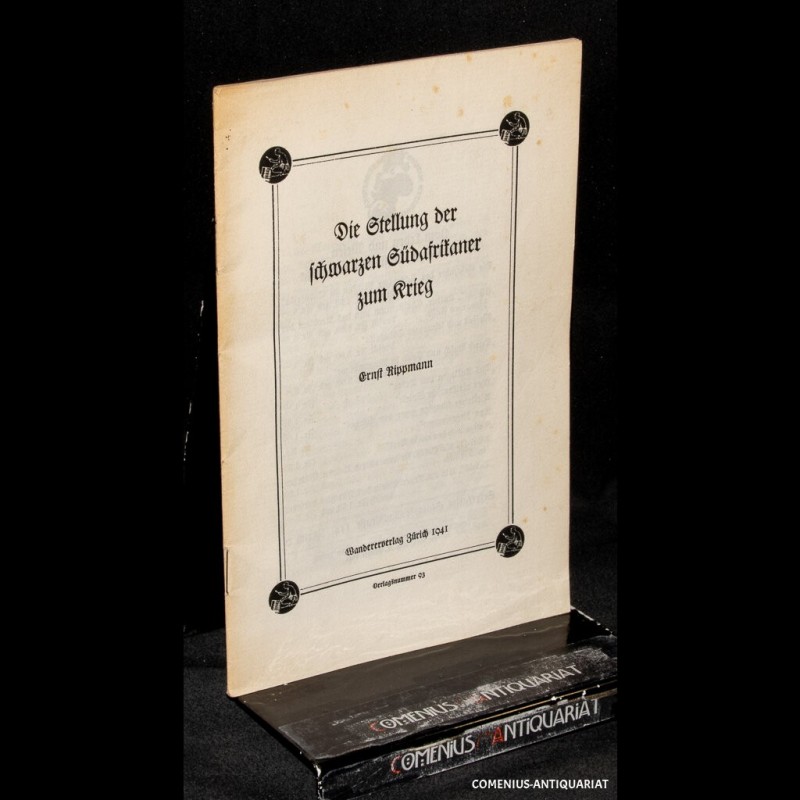 Die Stellung der
schwarzen Südafrikaner
zum Krieg
Ernst Rippmann
Wandererverlag Zürich 1941
Verlagsnummer 93
COMENIUS ANTIQUARIAT
COMENIUS ANTIQUARIAT
COMENIUS-ANTIQUARIAT